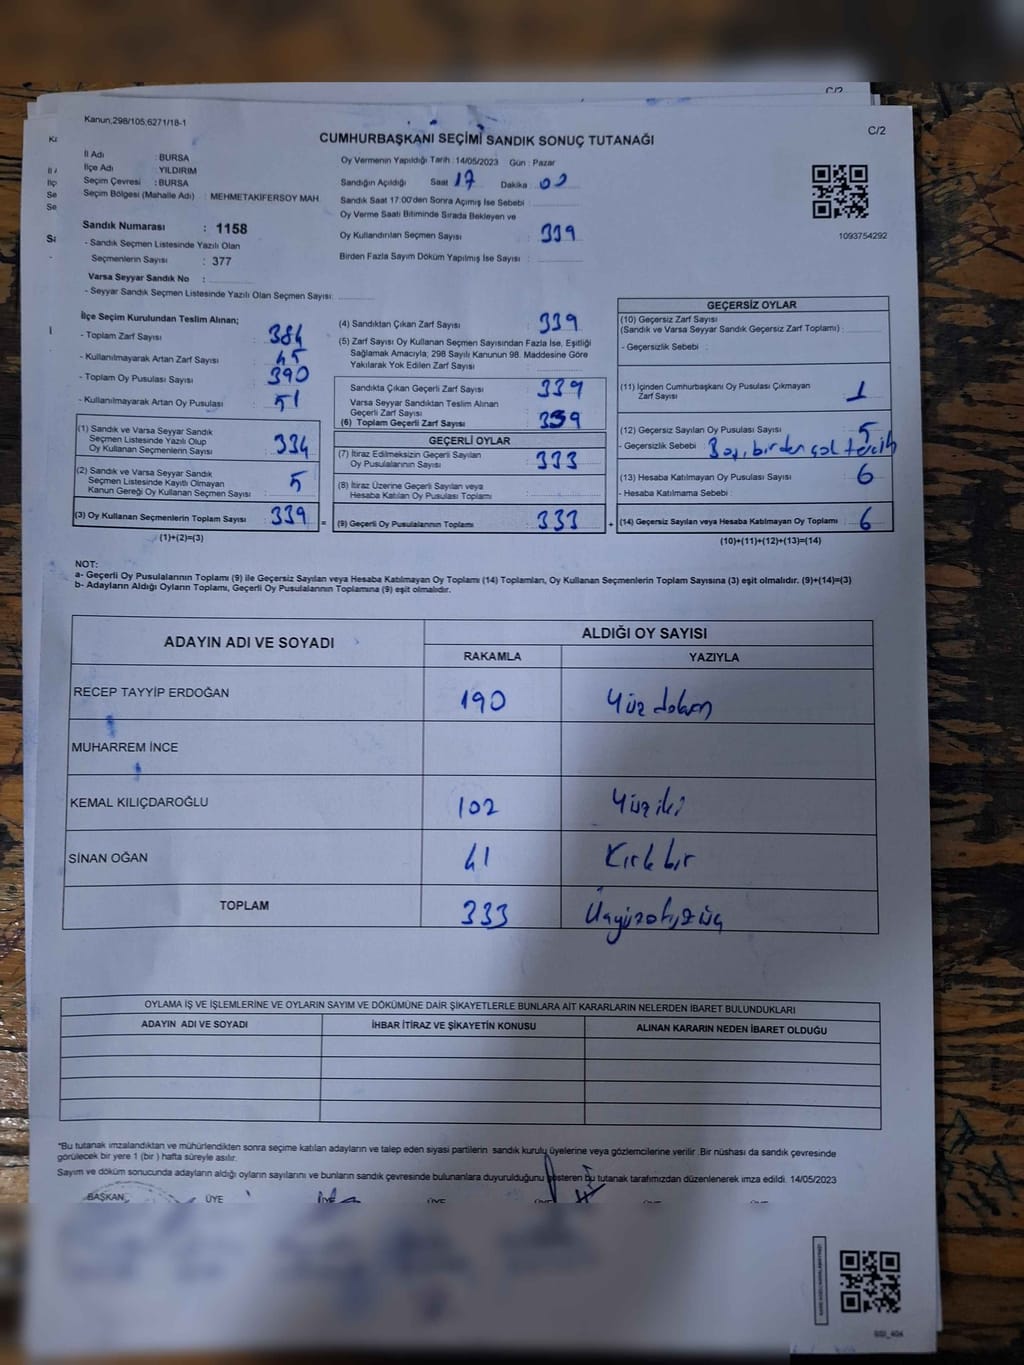 C/2
Kanun;298/105;6271/18-1
C/2
CUMHURBAŞKANI SEÇİMİ SANDIK SONUÇ TUTANAĞI
İl Adı : BURSA
İlçe Adı : YILDIRIM
Seçim Çevresi : BURSA
Seçim Bölgesi (Mahalle Adı) : MEHMETAKİFERSOY MAH.
Oy Vermenin Yapıldığı Tarih :14/05/2023 Gün : Pazar
Sandığın Açıldığı Saat 17 Dakika 00
Sandık Saat 17:00'den Sonra Açımış İse Sebebi :
Oy Verme Saati Bitiminde Sırada Bekleyen ve
Oy Kullandırılan Seçmen Sayısı : 339
Birden Fazla Sayım Döküm Yapılmış İse Sayısı :
1093754292
Sandık Numarası : 1158
- Sandık Seçmen Listesinde Yazılı Olan
Seçmenlerin Sayısı : 377
Varsa Seyyar Sandık No :
- Seyyar Sandık Seçmen Listesinde Yazılı Olan Seçmen Sayısı:
İlçe Seçim Kurulundan Teslim Alınan;
- Toplam Zarf Sayısı : 384
- Kullanılmayarak Artan Zarf Sayısı : 45
- Toplam Oy Pusulası Sayısı : 390
- Kullanılmayarak Artan Oy Pusulası : 51
(1) Sandık ve Varsa Seyyar Sandık
Seçmen Listesinde Yazılı Olup
Oy Kullanan Seçmenlerin Sayısı : 334
(2) Sandık ve Varsa Seyyar Sandık
Seçmen Listesinde Kayıtlı Olmayan
Kanun Gereği Oy Kullanan Seçmen Sayısı : 5
(3) Oy Kullanan Seçmenlerin Toplam Sayısı : 339 =
(1)+(2)=(3)
(4) Sandıktan Çıkan Zarf Sayısı : 339
(5) Zarf Sayısı Oy Kullanan Seçmen Sayısından Fazla İse, Eşitliği
Sağlamak Amacıyla; 298 Sayılı Kanunun 98. Maddesine Göre
Yakılarak Yok Edilen Zarf Sayısı :
Sandıkta Çıkan Geçerli Zarf Sayısı : 339
Varsa Seyyar Sandıktan Teslim Alınan
Geçerli Zarf Sayısı :
(6) Toplam Geçerli Zarf Sayısı : 339
GEÇERLİ OYLAR
(7) İtiraz Edilmeksizin Geçerli Sayılan
Oy Pusulasının Sayısı : 333
(8) İtiraz Üzerine Geçerli Sayılan veya
Hesaba Katılan Oy Pusulası Toplamı :
(9) Geçerli Oy Pusulalarının Toplamı : 333 +
GEÇERSİZ OYLAR
(10) Geçersiz Zarf Sayısı
(Sandık ve Varsa Seyyar Sandık Geçersiz Zarf Toplamı) :
- Geçersizlik Sebebi :
(11) İçinden Cumhurbaşkanı Oy Pusulası Çıkmayan
Zarf Sayısı : 1
(12) Geçersiz Sayılan Oy Pusulası Sayısı : 5
- Geçersizlik Sebebi : birden çok tercih
(13) Hesaba Katılmayan Oy Pusulası Sayısı : 6
- Hesaba Katılmama Sebebi :
(14) Geçersiz Sayılan veya Hesaba Katılmayan Oy Toplamı : 6
(10)+(11)+(12)+(13)=(14)
NOT:
a- Geçerli Oy Pusulalarının Toplamı (9) ile Geçersiz Sayılan veya Hesaba Katılmayan Oy Toplamı (14) Toplamları, Oy Kullanan Seçmenlerin Toplam Sayısına (3) eşit olmalıdır. (9)+(14)=(3)
b- Adayların Aldığı Oyların Toplamı, Geçerli Oy Pusulalarının Toplamına (9) eşit olmalıdır.
ADAYIN ADI VE SOYADI
ALDIĞI OY SAYISI
RAKAMLA YAZIYLA
RECEP TAYYİP ERDOĞAN 190 Yüz doksan
MUHARREM İNCE
KEMAL KILIÇDAROĞLU 102 Yüz iki
SİNAN OĞAN 41 Kırk bir
TOPLAM 333 Üçyüzotuzüç
OYLAMA İŞ VE İŞLEMLERİNE VE OYLARIN SAYIM VE DÖKÜMÜNE DAİR ŞİKAYETLERLE BUNLARA AİT KARARLARIN NELERDEN İBARET BULUNDUKLARI
ADAYIN ADI VE SOYADI İHBAR İTİRAZ VE ŞİKAYETİN KONUSU ALINAN KARARIN NEDEN İBARET OLDUĞU
*Bu tutanak imzalandıktan ve mühürlendikten sonra seçime katılan adayların ve talep eden siyasi partilerin sandık kurulu üyelerine veya gözlemcilerine verilir .Bir nüshası da sandık çevresinde
görülecek bir yere 1 (bir ) hafta süreyle asılır.
Sayım ve döküm sonucunda adayların aldığı oyların sayılarını ve bunların sandık çevresinde bulunanlara duyurulduğunu gösteren bu tutanak tarafımızdan düzenlenerek imza edildi. 14/05/2023
BAŞKAN ÜYE ÜYE ÜYE ÜYE ÜYE